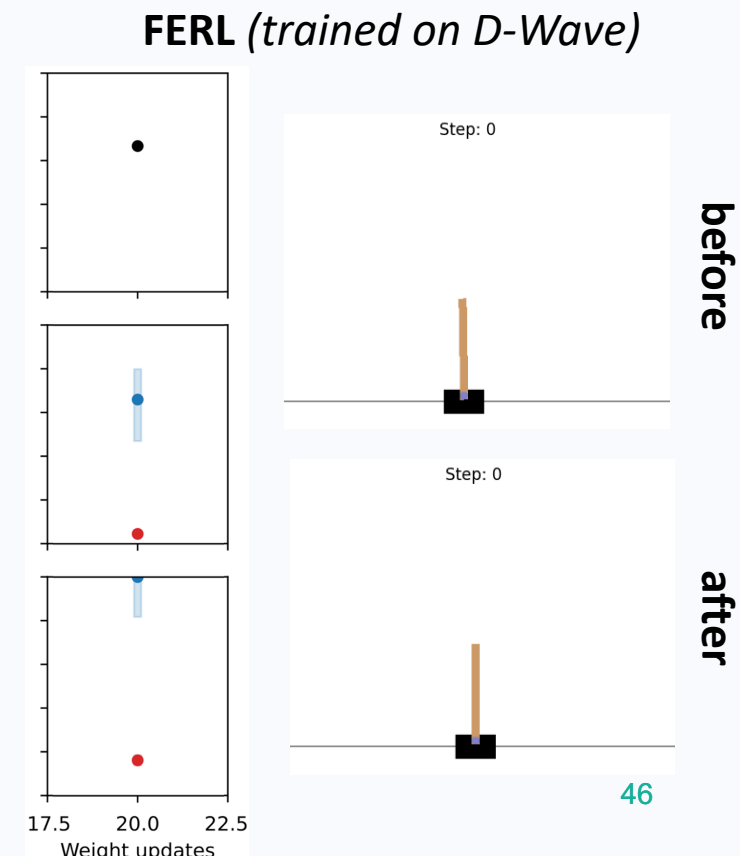 FERL (trained on D-Wave)
Step: 0
before
Step: 0
after
46
17.5 20.0 22.5
Weight updates